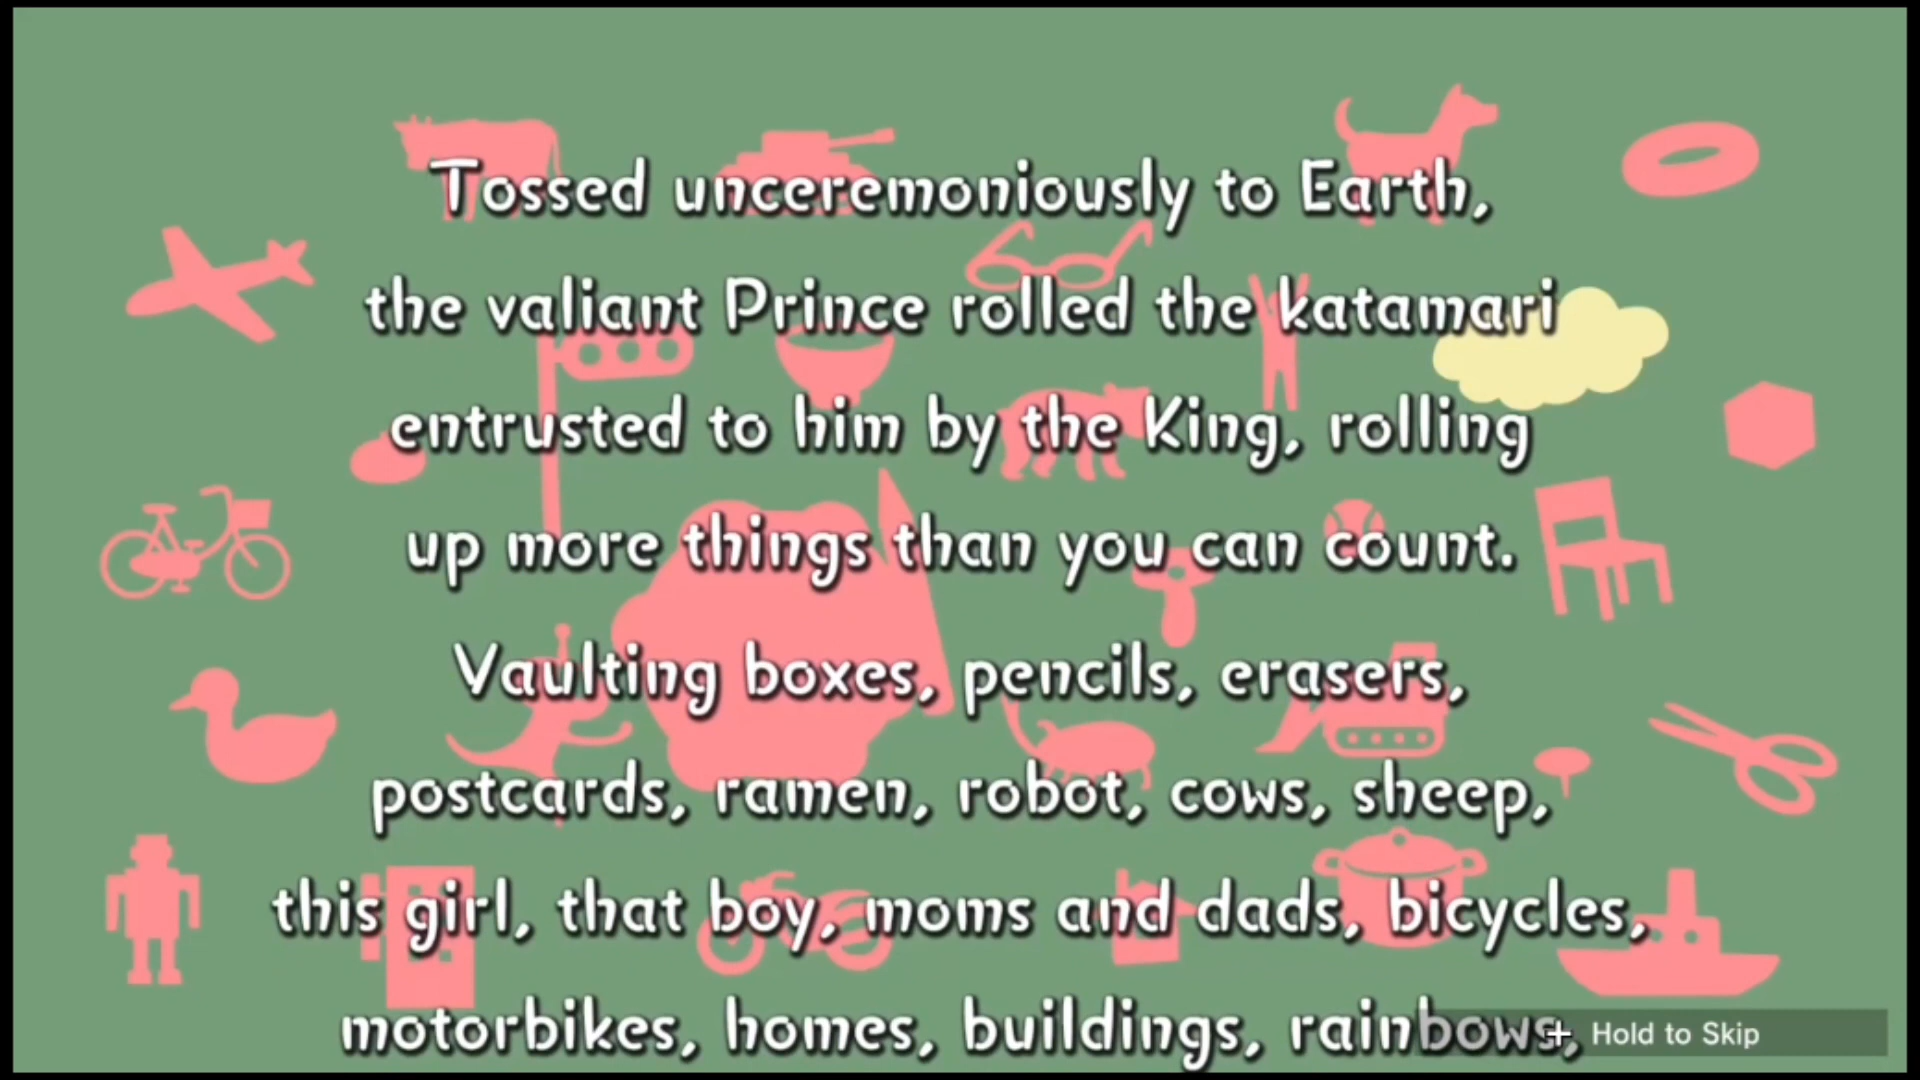 Tossed unceremoniously to Earth,
the valiant Prince rolled the katamari
entrusted to him by the King, rolling
up more things than you can count.
Vaulting boxes, pencils, erasers,
postcards, ramen, robot, cows, sheep,
this girl, that boy, moms and dads, bicycles,
motorbikes, homes, buildings, rainbows,
+ Hold to Skip